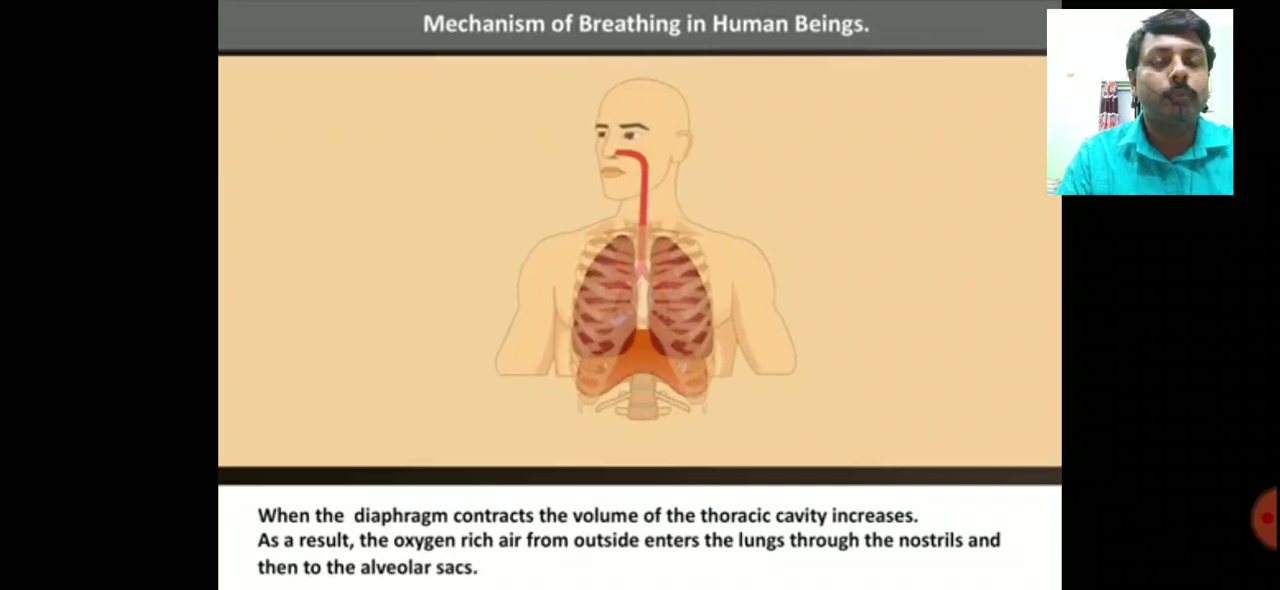 Mechanism of Breathing in Human Beings.
When the diaphragm contracts the volume of the thoracic cavity increases.
As a result, the oxygen rich air from outside enters the lungs through the nostrils and
then to the alveolar sacs.